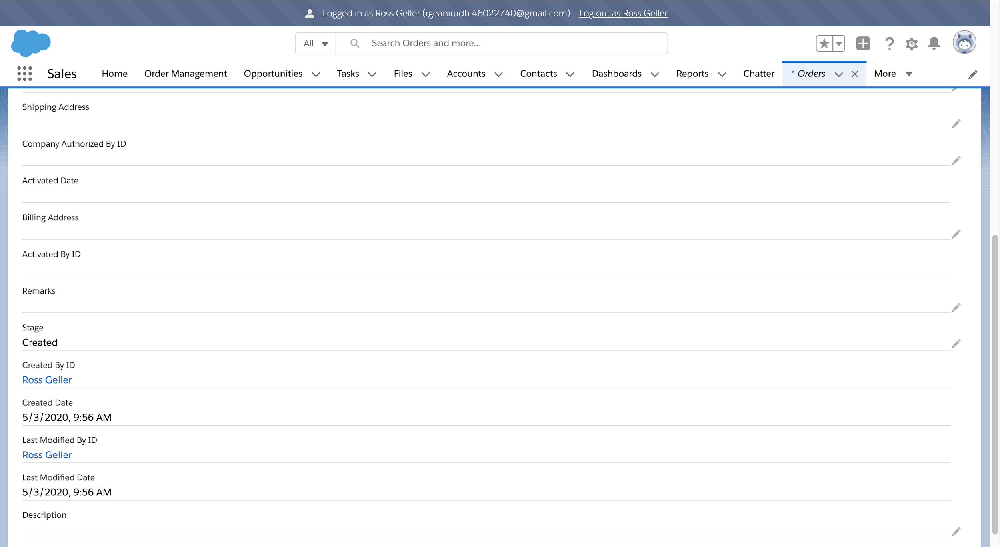 Logged in as Ross Geller (rgeanirudh.46022740@gmail.com) Log out as Ross Geller
All Search Orders and more...
Sales Home Order Management Opportunities Tasks Files Accounts Contacts Dashboards Reports Chatter * Orders More
Shipping Address
Company Authorized By ID
Activated Date
Billing Address
Activated By ID
Remarks
Stage
Created
Created By ID
Ross Geller
Created Date
5/3/2020, 9:56 AM
Last Modified By ID
Ross Geller
Last Modified Date
5/3/2020, 9:56 AM
Description